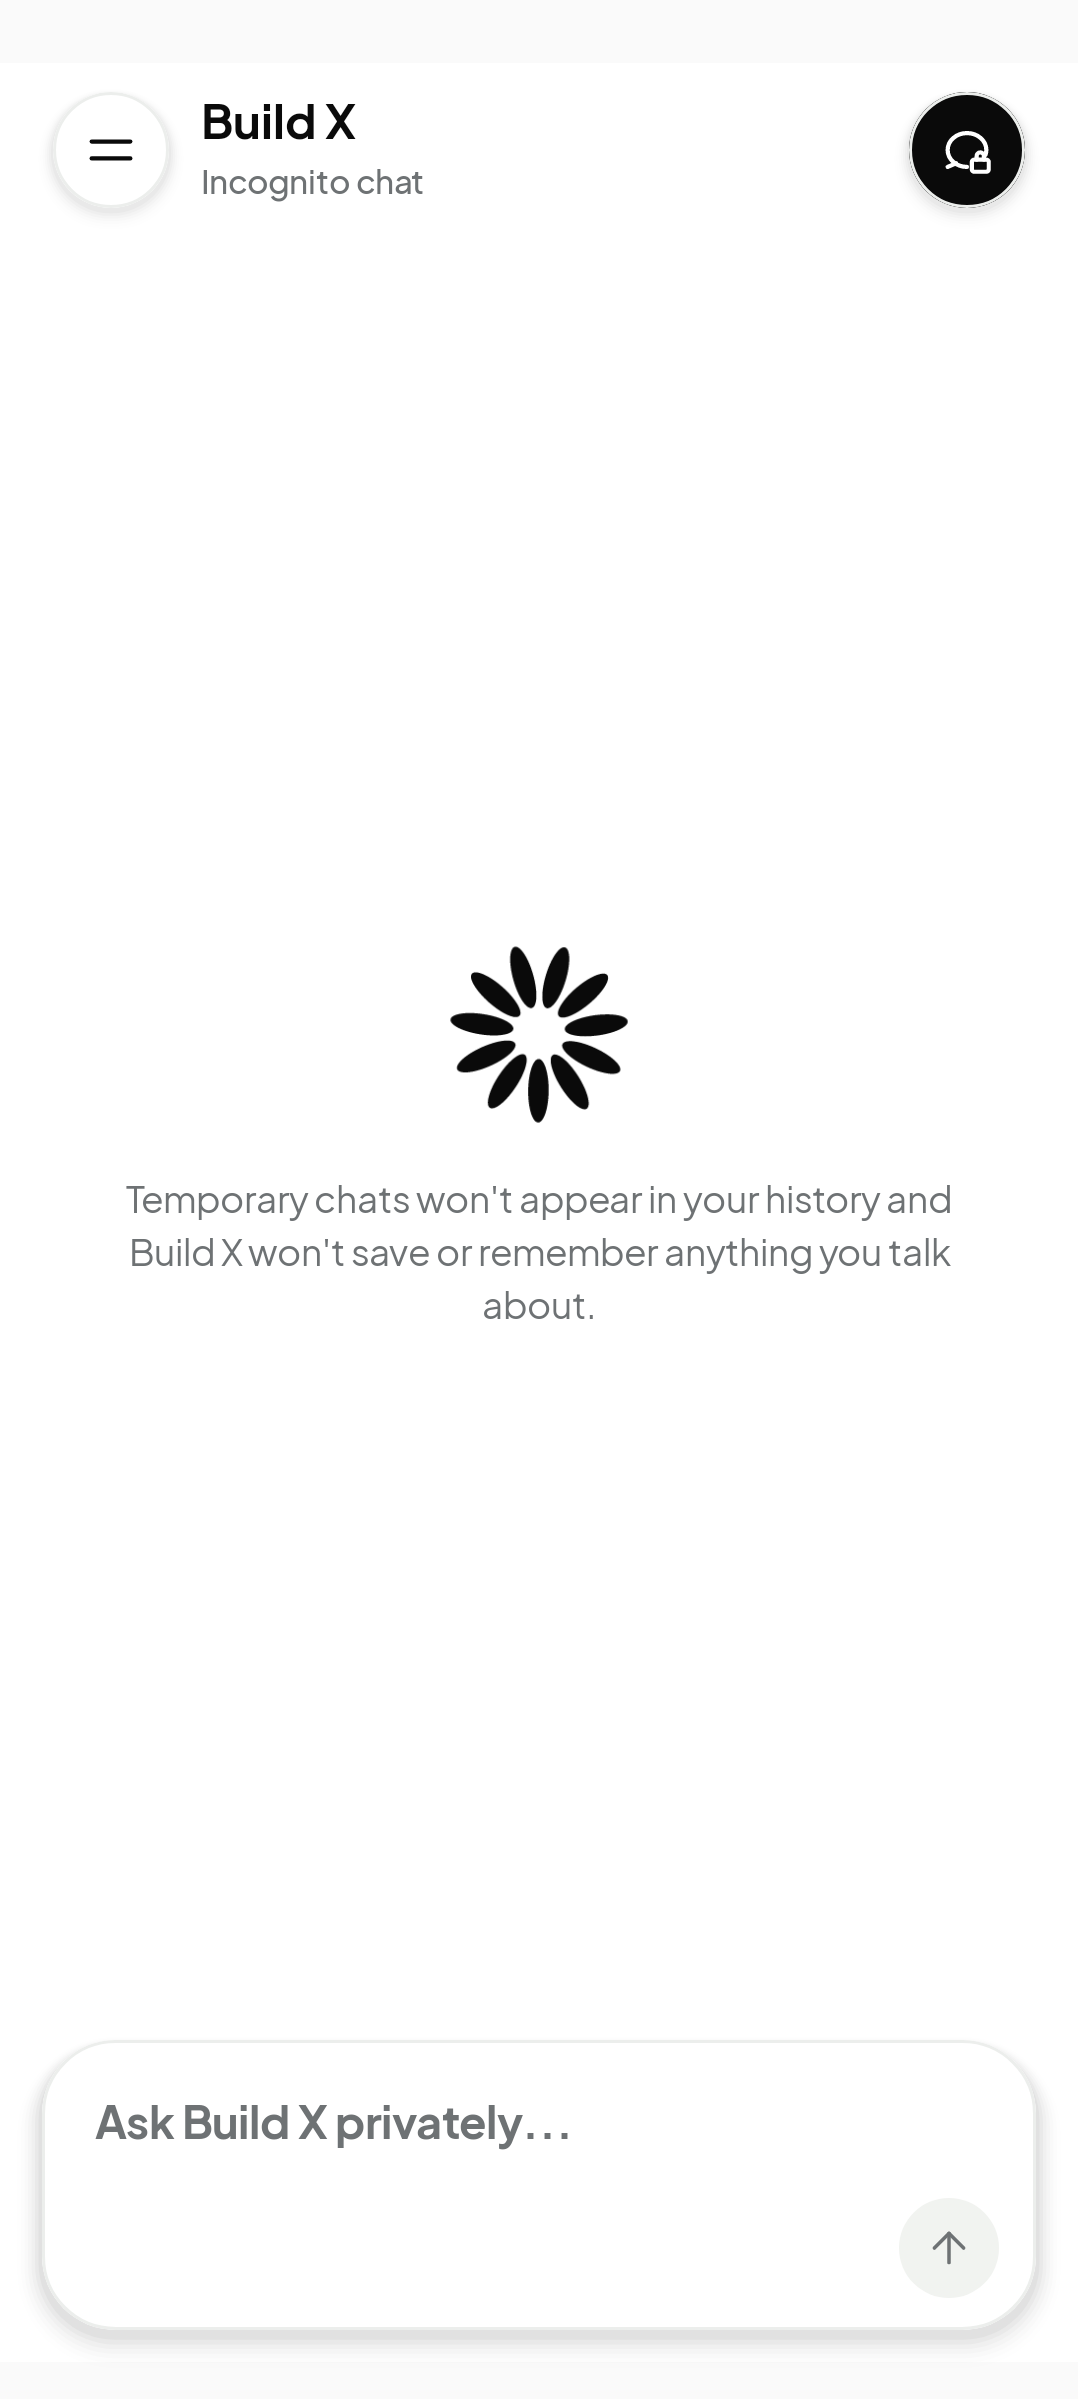 Build X
Incognito chat
Temporary chats won't appear in your history and
Build X won't save or remember anything you talk
about.
Ask Build X privately...